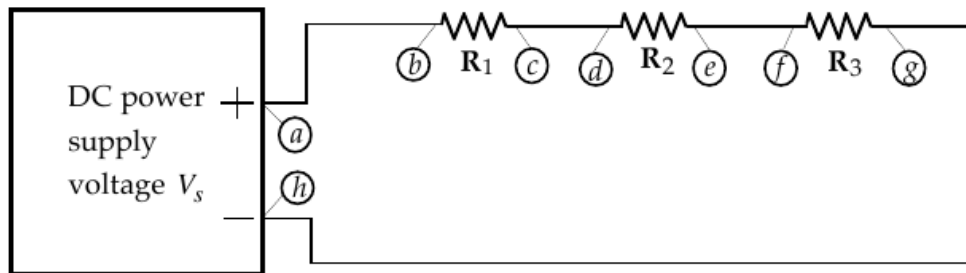 b R₁ c d R₂ e f R₃ g
DC power +
a
supply
voltage Vₛ h
−